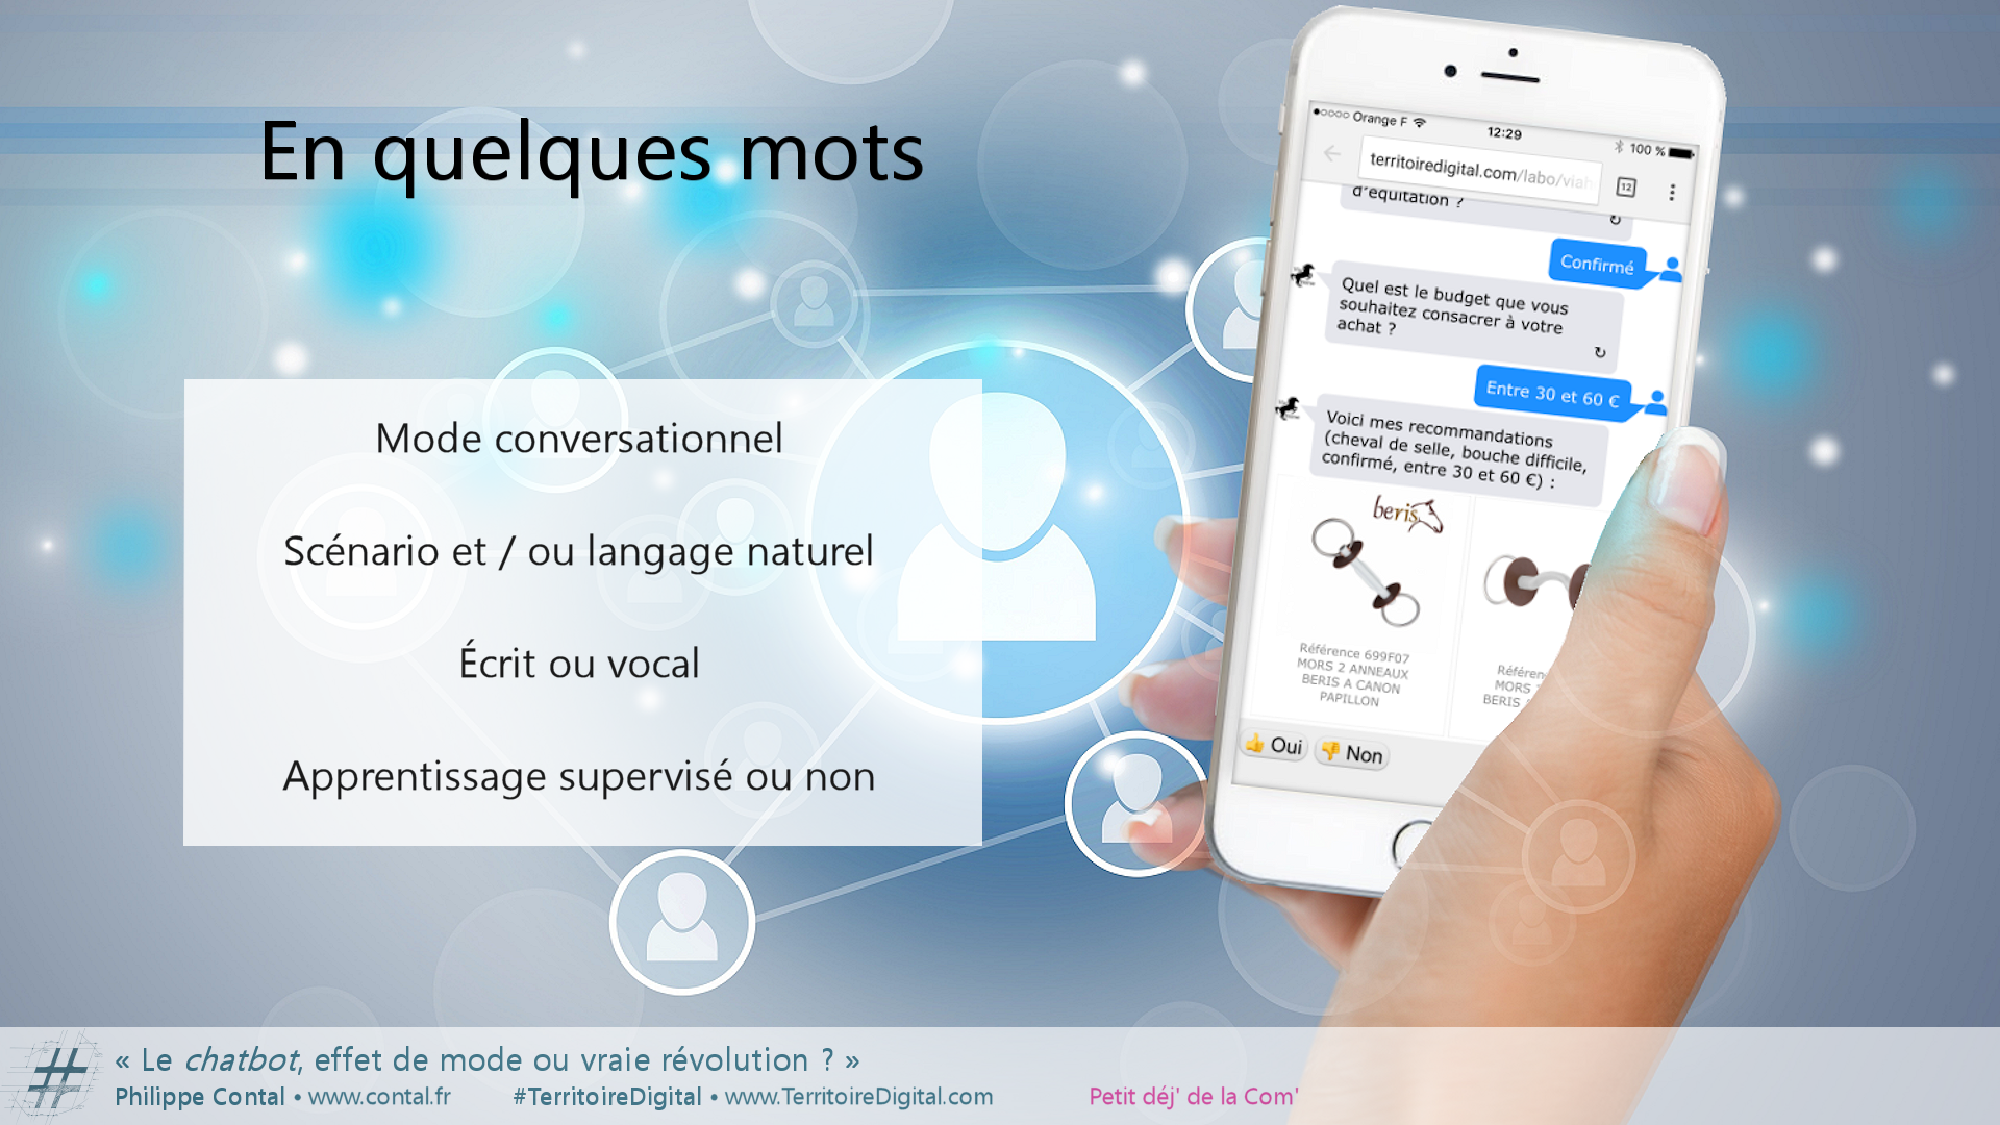 En quelques mots
Mode conversationnel
Scénario et / ou langage naturel
Écrit ou vocal
Apprentissage supervisé ou non
Orange F
12:29
100 %
territoiredigital.com/labo/viah
12
d'equitation ?
Confirmé
Quel est le budget que vous
souhaitez consacrer à votre
achat ?
Entre 30 et 60 €
Voici mes recommandations
(cheval de selle, bouche difficile,
confirmé, entre 30 et 60 €) :
beris
Référence 699F07
MORS 2 ANNEAUX
BERIS A CANON
PAPILLON
Référen
MORS
BERIS
Oui
Non
« Le chatbot, effet de mode ou vraie révolution ? »
Philippe Contal • www.contal.fr
#TerritoireDigital • www.TerritoireDigital.com
Petit déj' de la Com'